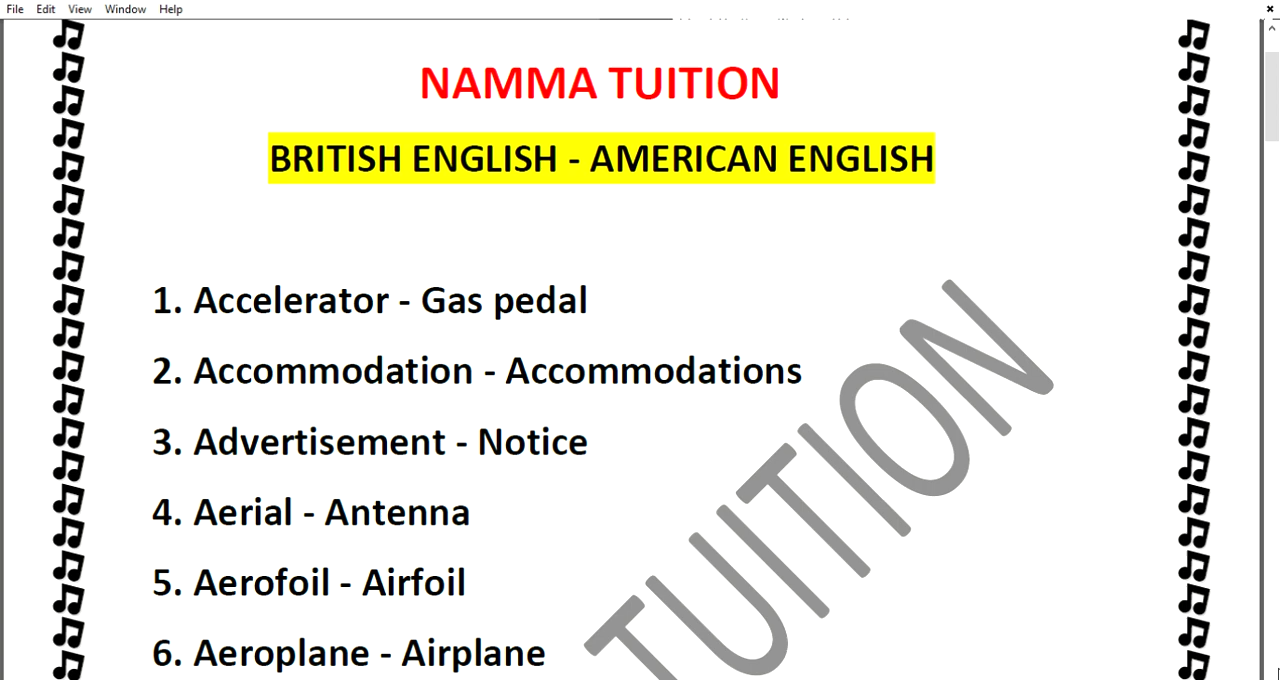 File Edit View Window Help
NAMMA TUITION
BRITISH ENGLISH - AMERICAN ENGLISH
1. Accelerator - Gas pedal
2. Accommodation - Accommodations
3. Advertisement - Notice
4. Aerial - Antenna
5. Aerofoil - Airfoil
6. Aeroplane - Airplane
TUITION